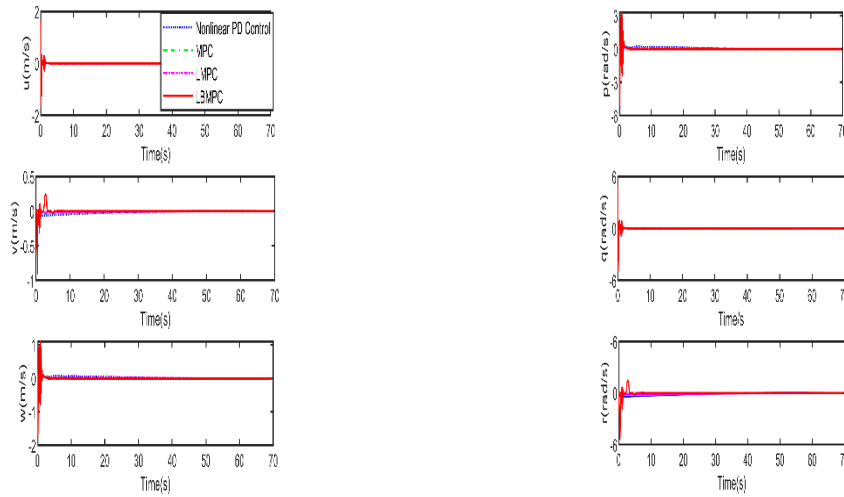 Nonlinear PD Control
MPC
LMPC
LBMPC
u(m/s)
2
0
-2
0 10 20 30 40 50 60 70
Time(s)
p(rad/s)
3
0
-3
0 10 20 30 40 50 60 70
Time(s)
v(m/s)
0.5
0
-0.5
-1
0 10 20 30 40 50 60 70
Time(s)
q(rad/s)
6
0
-6
0 10 20 30 40 50 60 70
Time/s
w(m/s)
1
0
-1
-2
0 10 20 30 40 50 60 70
Time(s)
r(rad/s)
-6
0
-6
0 10 20 30 40 50 60 70
Time(s)